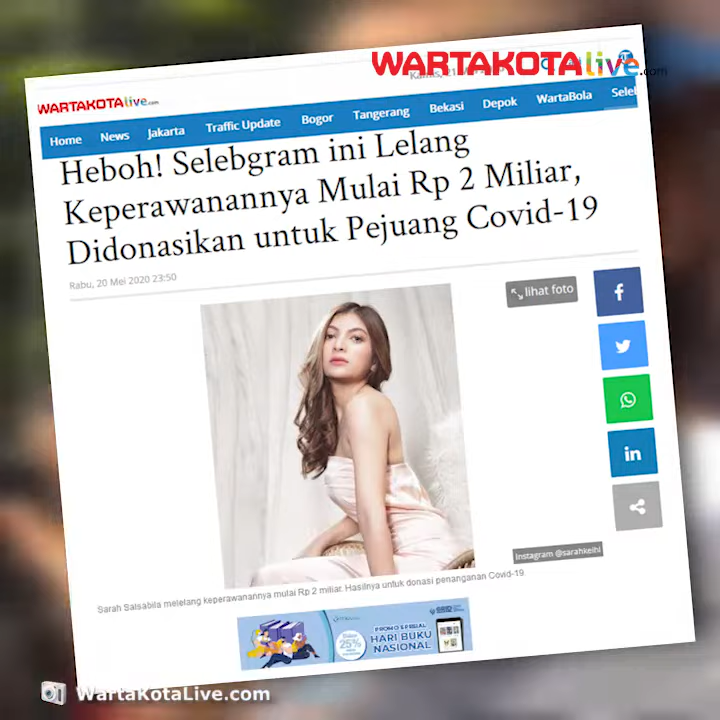 WARTAKOTAlive.com
WARTAKOTAlive.com
Home News Jakarta Traffic Update Bogor Tangerang Bekasi Depok WartaBola Seleb
Heboh! Selebgram ini Lelang
Keperawanannya Mulai Rp 2 Miliar,
Didonasikan untuk Pejuang Covid-19
Rabu, 20 Mei 2020 23:50
lihat foto
Instagram @sarahkeihl
Sarah Salsabila melelang keperawanannya mulai Rp 2 miliar. Hasilnya untuk donasi penanganan Covid-19.
25%
PROMO SPESIAL
HARI BUKU
NASIONAL
WartaKotaLive.com